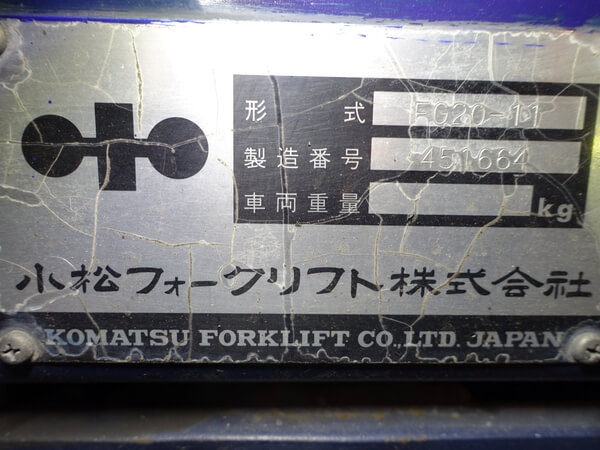 形式 FG20-11
製造番号 451664
車両重量 kg
小松フォークリフト株式会社
KOMATSU FORKLIFT CO.,LTD. JAPAN